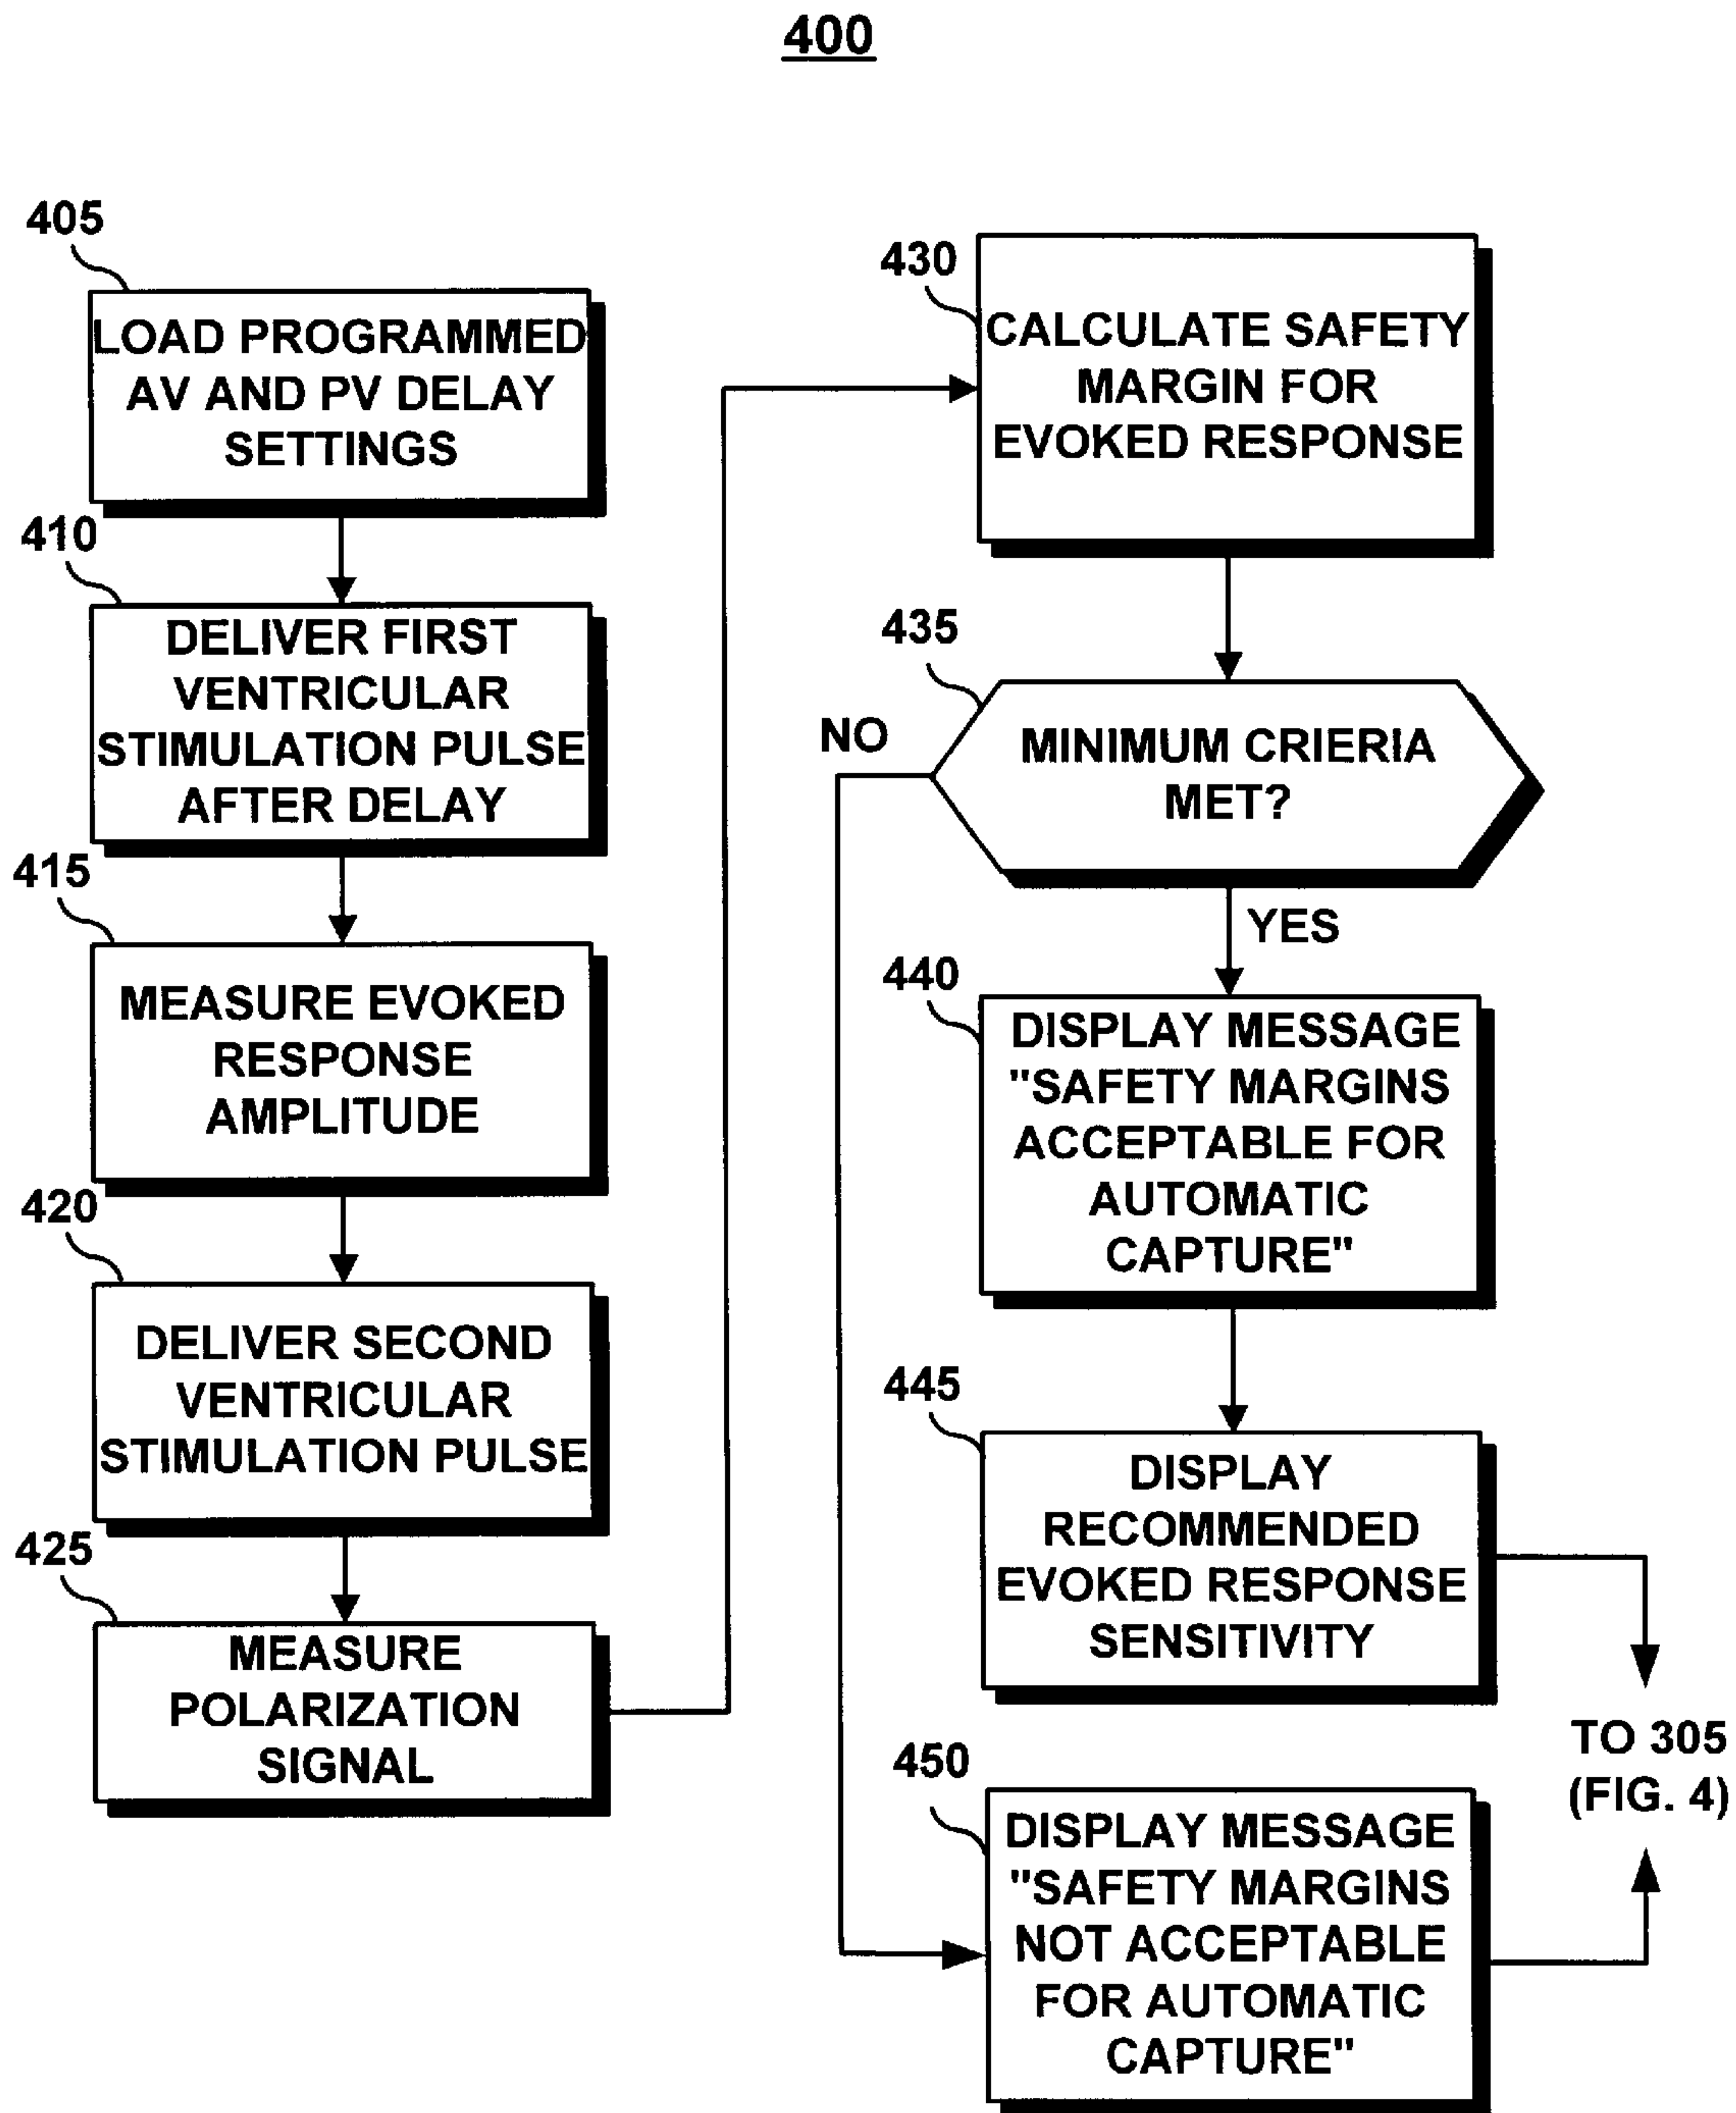 400
405
LOAD PROGRAMMED
AV AND PV DELAY
SETTINGS
410
DELIVER FIRST
VENTRICULAR
STIMULATION PULSE
AFTER DELAY
415
MEASURE EVOKED
RESPONSE
AMPLITUDE
420
DELIVER SECOND
VENTRICULAR
STIMULATION PULSE
425
MEASURE
POLARIZATION
SIGNAL
430
CALCULATE SAFETY
MARGIN FOR
EVOKED RESPONSE
435
NO
MINIMUM CRIERIA
MET?
YES
440
DISPLAY MESSAGE
"SAFETY MARGINS
ACCEPTABLE FOR
AUTOMATIC
CAPTURE"
445
DISPLAY
RECOMMENDED
EVOKED RESPONSE
SENSITIVITY
TO 305
(FIG. 4)
450
DISPLAY MESSAGE
"SAFETY MARGINS
NOT ACCEPTABLE
FOR AUTOMATIC
CAPTURE"